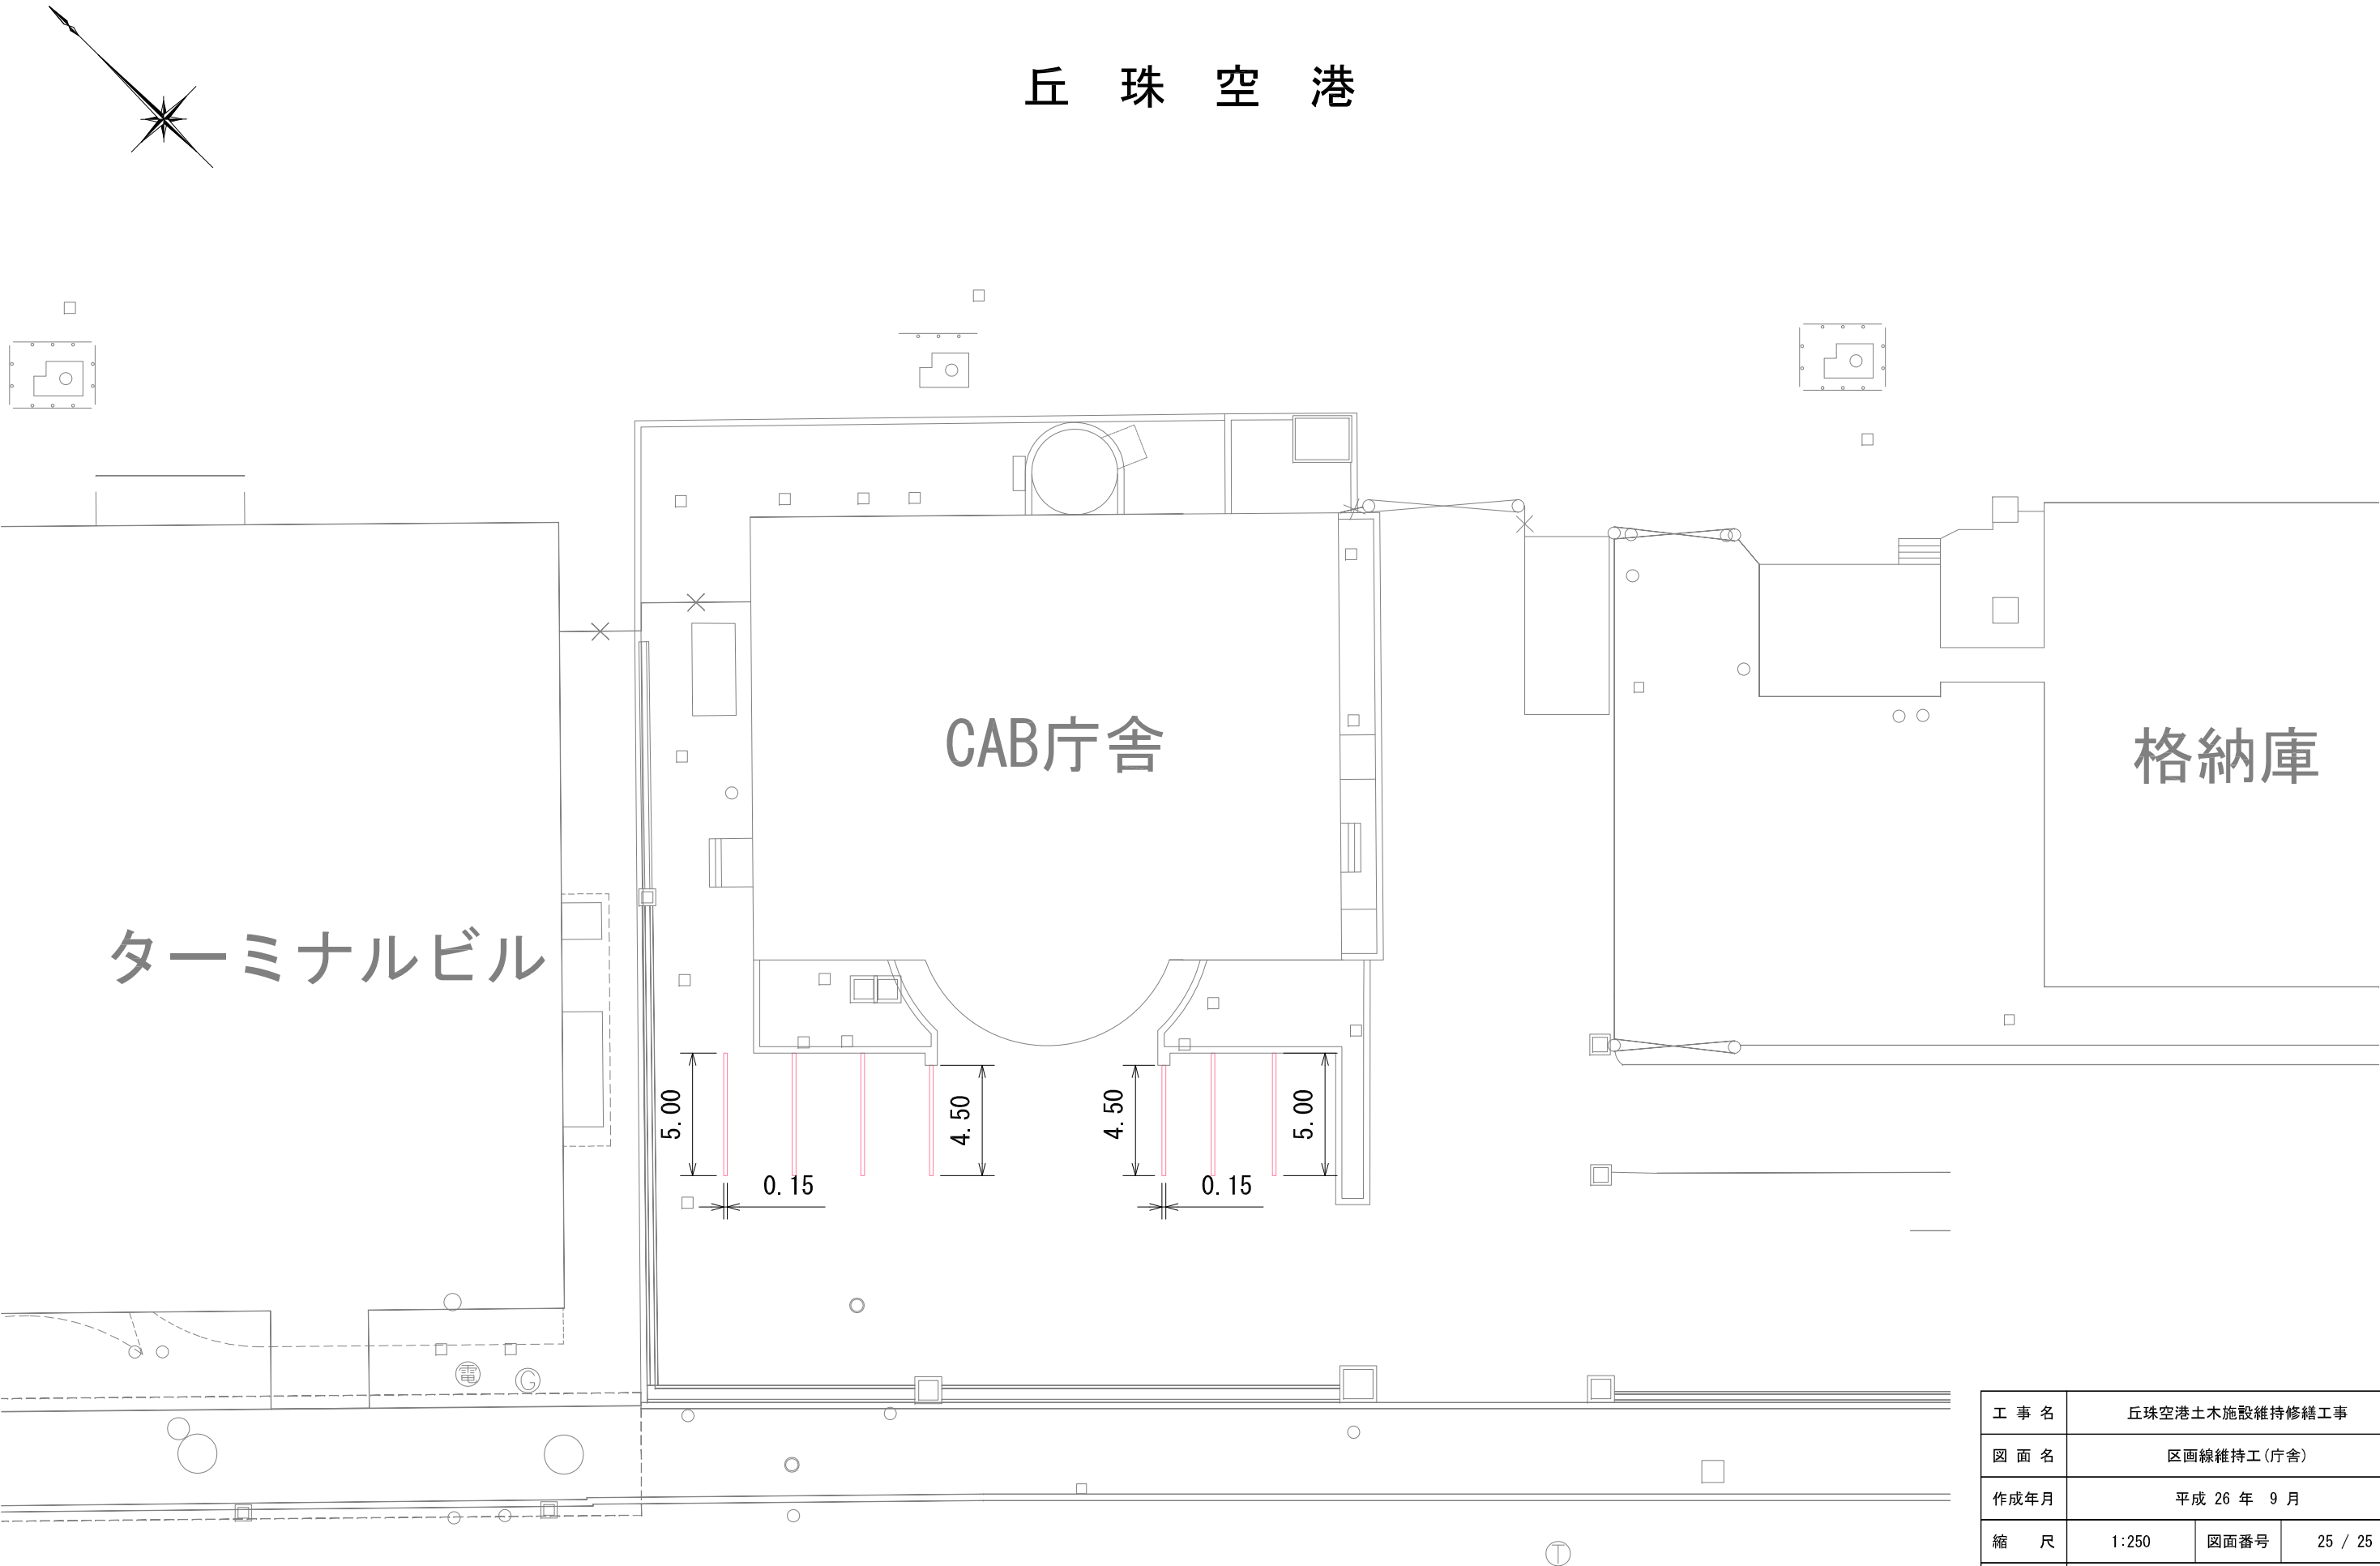 丘珠空港
CAB庁舎
格納庫
ターミナルビル
5.00
4.50
4.50
5.00
0.15
0.15
電
G
T
工事名 丘珠空港土木施設維持修繕工事
図面名 区画線維持工(庁舎)
作成年月 平成 26 年 9 月
縮尺 1:250 図面番号 25 / 25